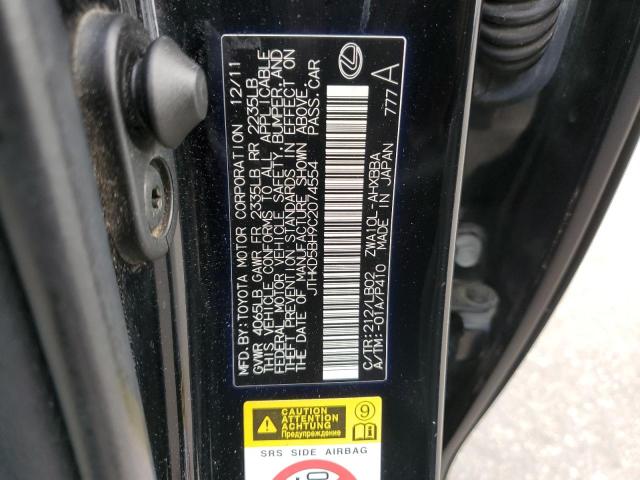 MFD.BY:TOYOTA MOTOR CORPORATION 12/11
GVWR 4065LB GAWR FR 2335LB RR 2235LB
THIS VEHICLE CONFORMS TO ALL APPLICABLE
FEDERAL MOTOR VEHICLE SAFETY, BUMPER, AND
THEFT PREVENTION STANDARDS IN EFFECT ON
THE DATE OF MANUFACTURE SHOWN ABOVE.
JTHKD5BH9C2074554 PASS.CAR
C/TR:212/LB02 ZWA10L-AHXBBA
A/TM:-01A/P410 MADE IN JAPAN
777A
CAUTION
ATTENTION
ACHTUNG
Предупреждение
9
SRS SIDE AIRBAG